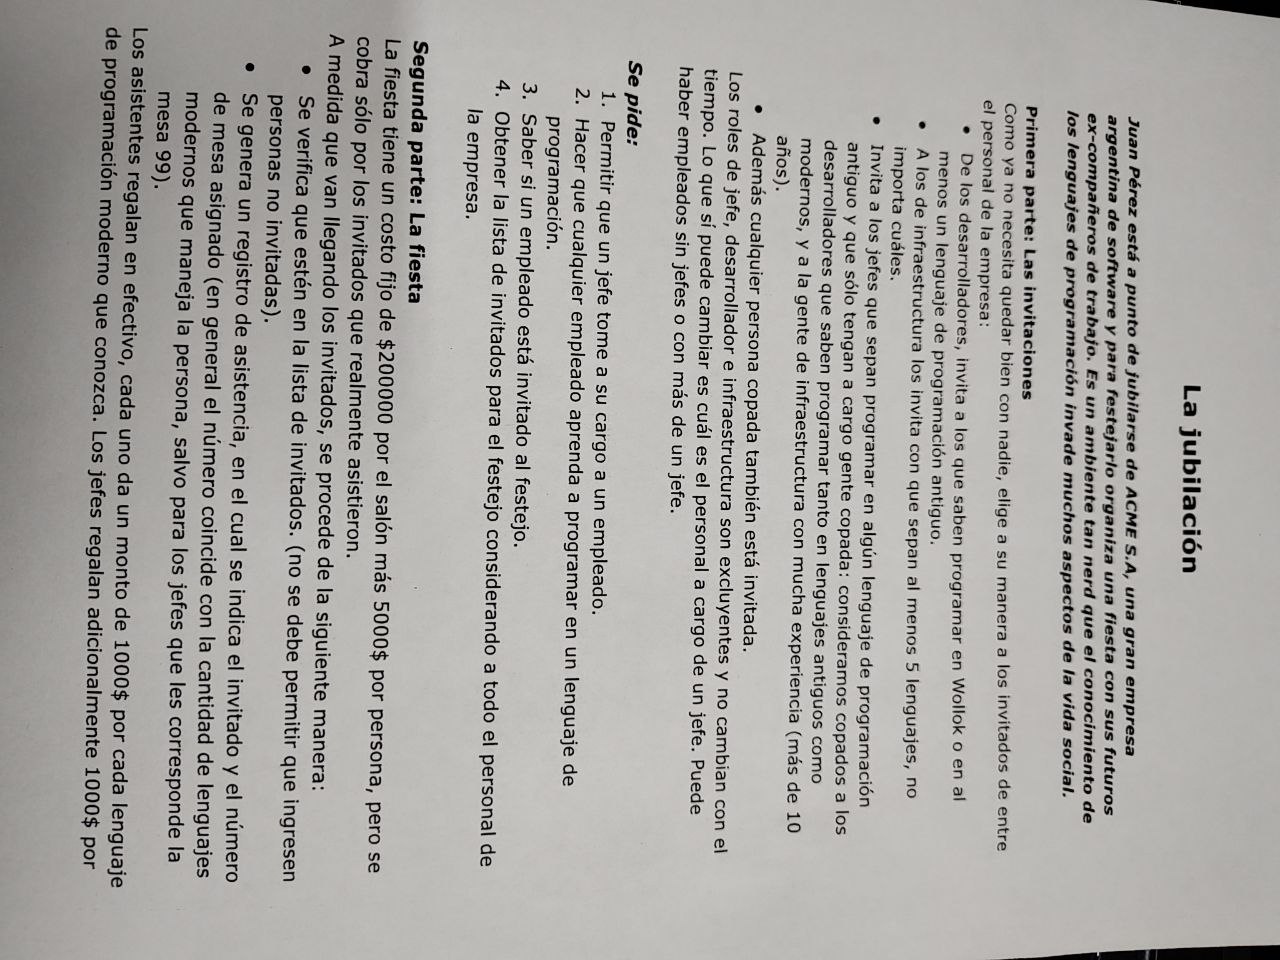 La jubilación
Juan Pérez está a punto de jubilarse de ACME S.A, una gran empresa
argentina de software y para festejarlo organiza una fiesta con sus futuros
ex-compañeros de trabajo. Es un ambiente tan nerd que el conocimiento de
los lenguajes de programación invade muchos aspectos de la vida social.
Primera parte: Las invitaciones
Como ya no necesita quedar bien con nadie, elige a su manera a los invitados de entre
el personal de la empresa:
• De los desarrolladores, invita a los que saben programar en Wollok o en al
menos un lenguaje de programación antiguo.
• A los de infraestructura los invita con que sepan al menos 5 lenguajes, no
importa cuáles.
• Invita a los jefes que sepan programar en algún lenguaje de programación
antiguo y que sólo tengan a cargo gente copada: consideramos copados a los
desarrolladores que saben programar tanto en lenguajes antiguos como
modernos, y a la gente de infraestructura con mucha experiencia (más de 10
años).
• Además cualquier persona copada también está invitada.
Los roles de jefe, desarrollador e infraestructura son excluyentes y no cambian con el
tiempo. Lo que sí puede cambiar es cuál es el personal a cargo de un jefe. Puede
haber empleados sin jefes o con más de un jefe.
Se pide:
1. Permitir que un jefe tome a su cargo a un empleado.
2. Hacer que cualquier empleado aprenda a programar en un lenguaje de
programación.
3. Saber si un empleado está invitado al festejo.
4. Obtener la lista de invitados para el festejo considerando a todo el personal de
la empresa.
Segunda parte: La fiesta
La fiesta tiene un costo fijo de $200000 por el salón más 5000$ por persona, pero se
cobra sólo por los invitados que realmente asistieron.
A medida que van llegando los invitados, se procede de la siguiente manera:
• Se verifica que estén en la lista de invitados. (no se debe permitir que ingresen
personas no invitadas).
• Se genera un registro de asistencia, en el cual se indica el invitado y el número
de mesa asignado (en general el número coincide con la cantidad de lenguajes
modernos que maneja la persona, salvo para los jefes que les corresponde la
mesa 99).
Los asistentes regalan en efectivo, cada uno da un monto de 1000$ por cada lenguaje
de programación moderno que conozca. Los jefes regalan adicionalmente 1000$ por